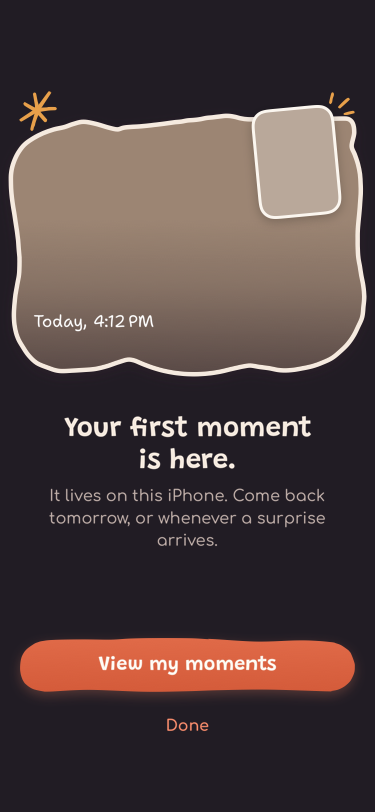 Today, 4:12 PM
Your first moment
is here.
It lives on this iPhone. Come back
tomorrow, or whenever a surprise
arrives.
View my moments
Done